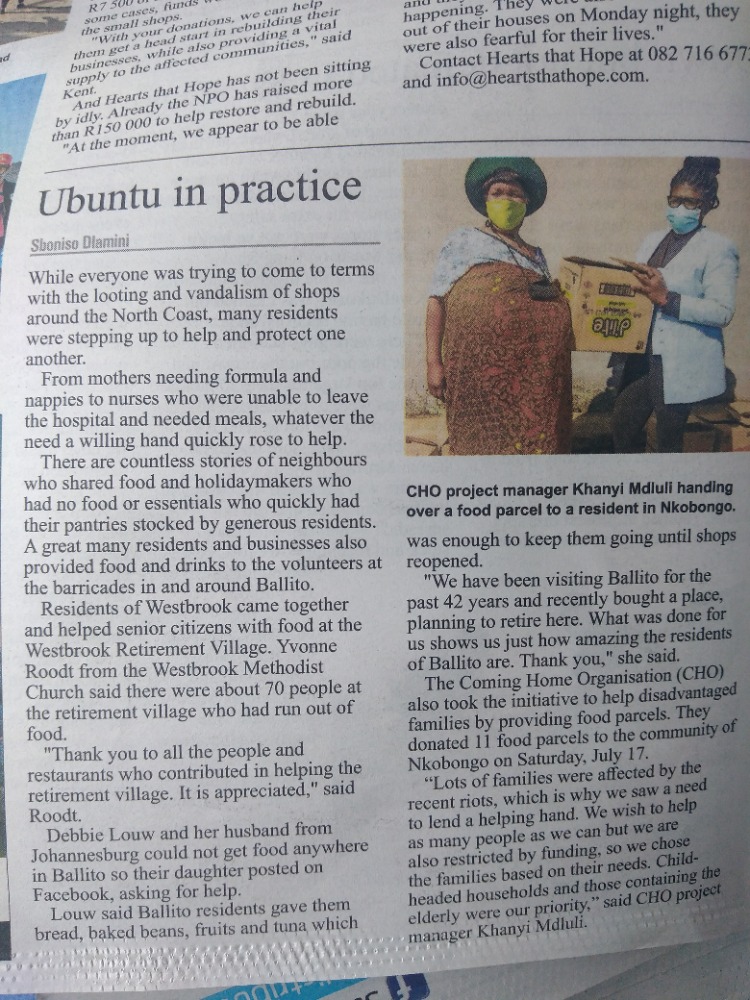 R7 500 or
some cases, funds
the small shops.
"With your donations, we can help
them get a head start in rebuilding their
businesses, while also providing a vital
supply to the affected communities," said
Kent.
And Hearts that Hope has not been sitting
by idly. Already the NPO has raised more
than R150 000 to help restore and rebuild.
"At the moment, we appear to be able
happening. They were
out of their houses on Monday night, they
were also fearful for their lives."
Contact Hearts that Hope at 082 716 677
and info@heartsthathope.com.
Ubuntu in practice
Sboniso Dlamini
While everyone was trying to come to terms
with the looting and vandalism of shops
around the North Coast, many residents
were stepping up to help and protect one
another.
From mothers needing formula and
nappies to nurses who were unable to leave
the hospital and needed meals, whatever the
need a willing hand quickly rose to help.
There are countless stories of neighbours
who shared food and holidaymakers who
had no food or essentials who quickly had
their pantries stocked by generous residents.
A great many residents and businesses also
provided food and drinks to the volunteers at
the barricades in and around Ballito.
Residents of Westbrook came together
and helped senior citizens with food at the
Westbrook Retirement Village. Yvonne
Roodt from the Westbrook Methodist
Church said there were about 70 people at
the retirement village who had run out of
food.
"Thank you to all the people and
restaurants who contributed in helping the
retirement village. It is appreciated," said
Roodt.
Debbie Louw and her husband from
Johannesburg could not get food anywhere
in Ballito so their daughter posted on
Facebook, asking for help.
Louw said Ballito residents gave them
bread, baked beans, fruits and tuna which
CHO project manager Khanyi Mdluli handing
over a food parcel to a resident in Nkobongo.
was enough to keep them going until shops
reopened.
"We have been visiting Ballito for the
past 42 years and recently bought a place,
planning to retire here. What was done for
us shows us just how amazing the residents
of Ballito are. Thank you," she said.
The Coming Home Organisation (CHO)
also took the initiative to help disadvantaged
families by providing food parcels. They
donated 11 food parcels to the community of
Nkobongo on Saturday, July 17.
“Lots of families were affected by the
recent riots, which is why we saw a need
to lend a helping hand. We wish to help
as many people as we can but we are
also restricted by funding, so we chose
the families based on their needs. Child-
headed households and those containing the
elderly were our priority,” said CHO project
manager Khanyi Mdluli.